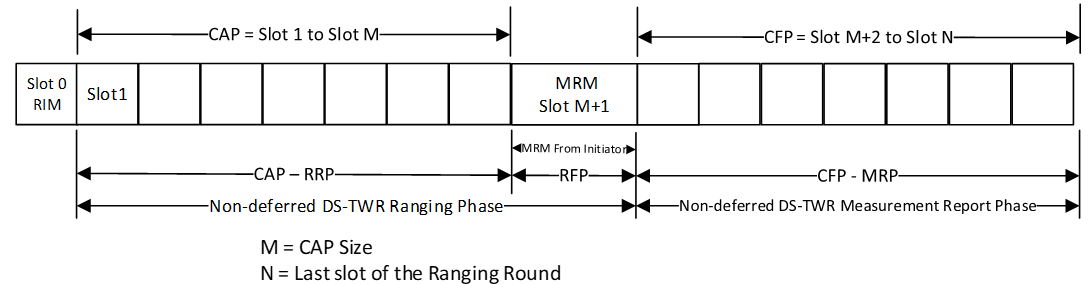 CAP = Slot 1 to Slot M
CFP = Slot M+2 to Slot N
Slot 0
RIM
Slot1
MRM
Slot M+1
MRM From Initiator
CAP – RRP
RFP
CFP - MRP
Non-deferred DS-TWR Ranging Phase
Non-deferred DS-TWR Measurement Report Phase
M = CAP Size
N = Last slot of the Ranging Round